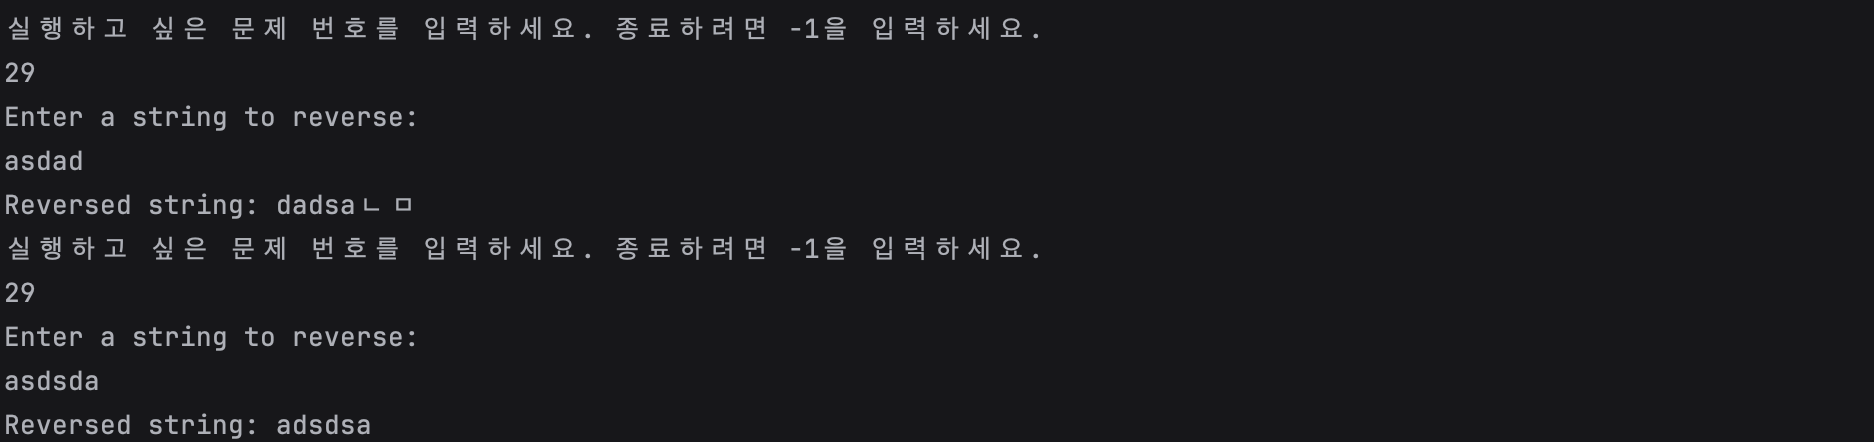 실행하고 싶은 문제 번호를 입력하세요. 종료하려면 -1을 입력하세요.
29
Enter a string to reverse:
asdad
Reversed string: dadsaㄴㅁ
실행하고 싶은 문제 번호를 입력하세요. 종료하려면 -1을 입력하세요.
29
Enter a string to reverse:
asdsda
Reversed string: adsdsa